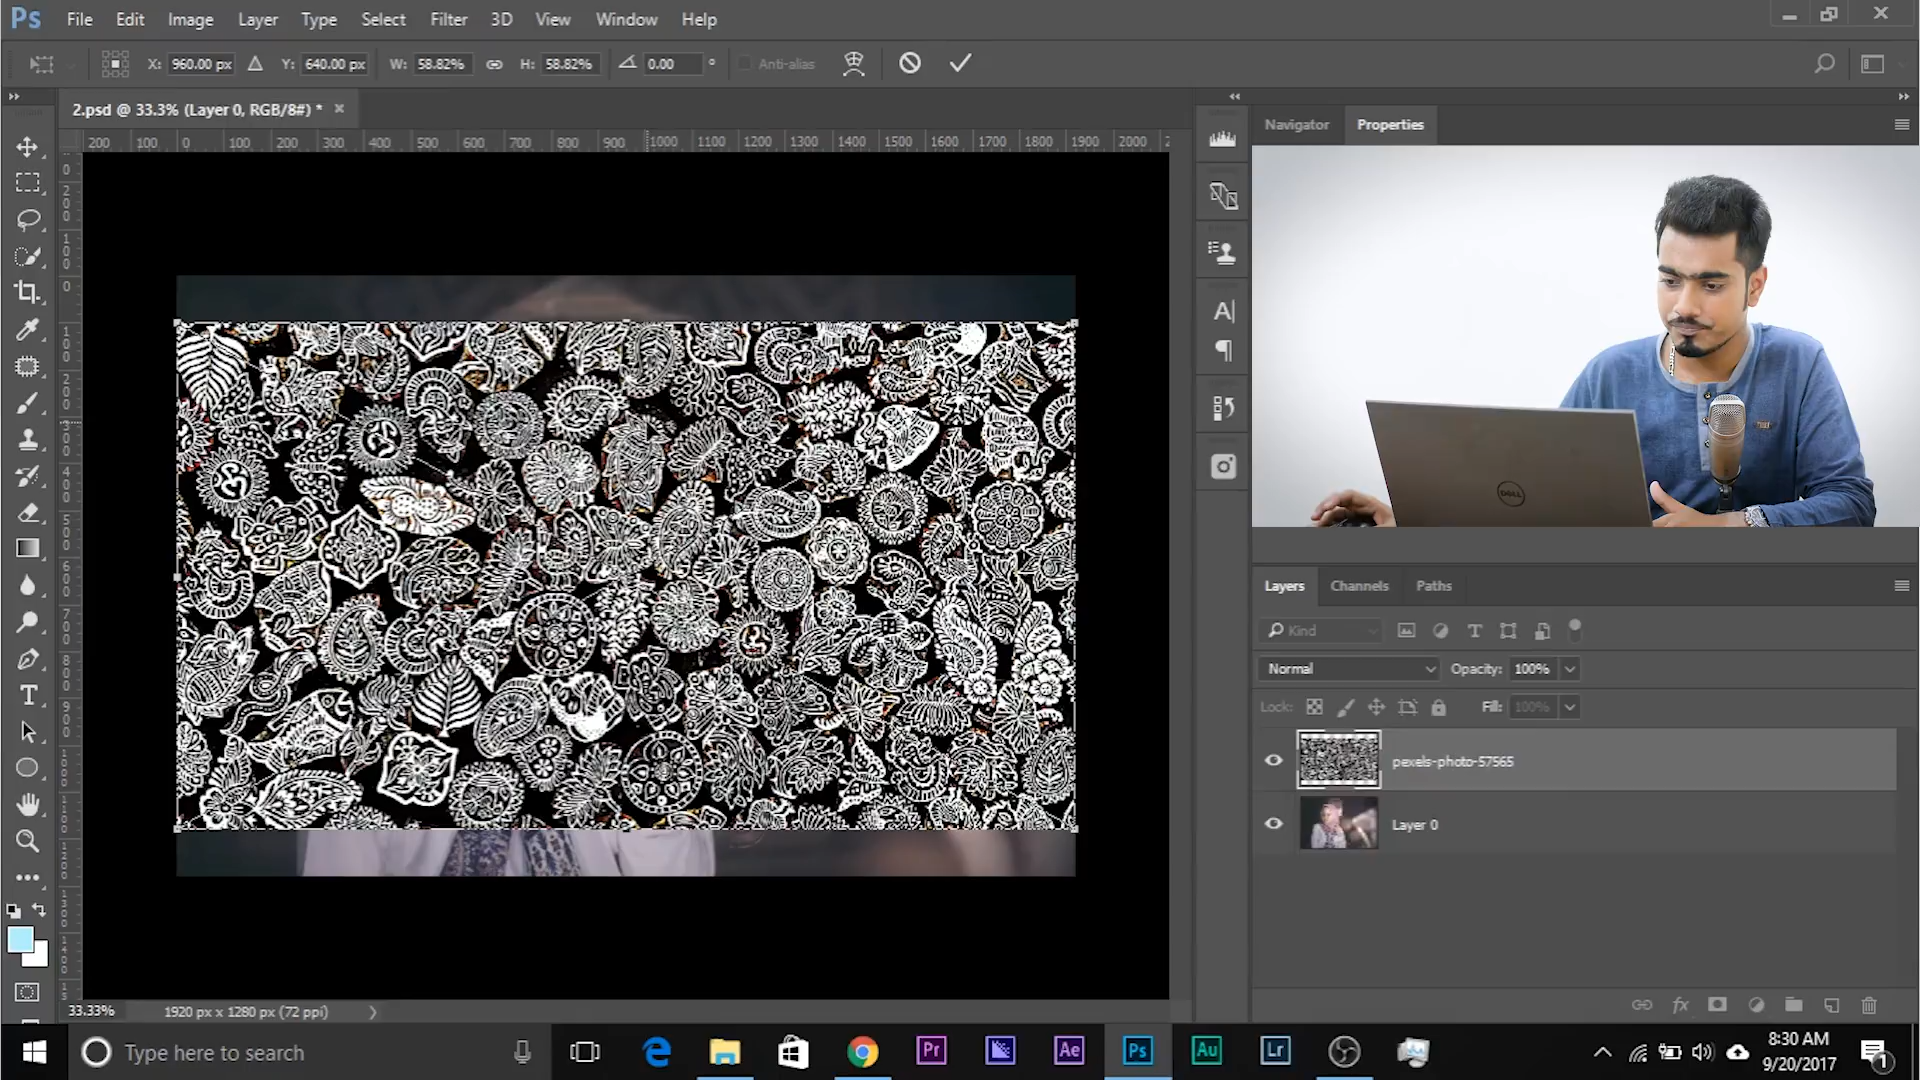 Ps File Edit Image Layer Type Select Filter 3D View Window Help
X: 960.00 px Y: 640.00 px W: 58.82% H: 58.82% 0.00 ° Anti-alias
2.psd @ 33.3% (Layer 0, RGB/8#) * ×
200 100 0 100 200 300 400 500 600 700 800 900 1000 1100 1200 1300 1400 1500 1600 1700 1800 1900 2000
Navigator Properties
DELL
Layers Channels Paths
Kind
Normal Opacity: 100%
Lock: Fill: 100%
pexels-photo-57565
Layer 0
33.33% 1920 px x 1280 px (72 ppi)
Type here to search
Pr Ae Ps Au Lr
8:30 AM
9/20/2017
1